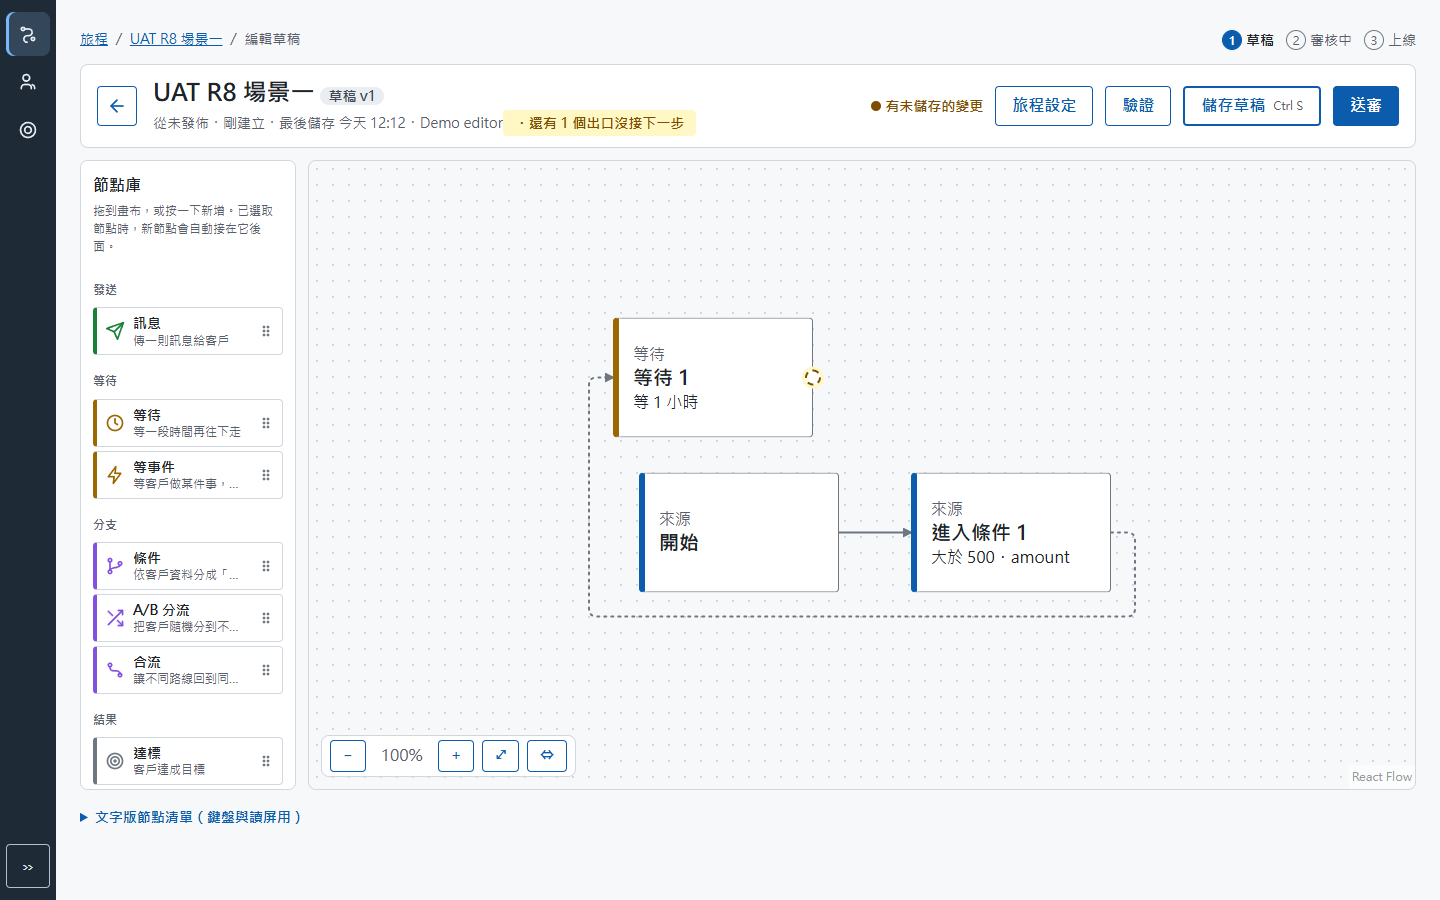 旅程 / UAT R8 場景一 / 編輯草稿
1 草稿 2 審核中 3 上線
UAT R8 場景一 草稿 v1
從未發佈・剛建立・最後儲存 今天 12:12・Demo editor ・還有 1 個出口沒接下一步
有未儲存的變更
旅程設定
驗證
儲存草稿 Ctrl S
送審
節點庫
拖到畫布，或按一下新增。已選取
節點時，新節點會自動接在它後
面。
發送
訊息
傳一則訊息給客戶
等待
等待
等一段時間再往下走
等事件
等客戶做某件事，...
分支
條件
依客戶資料分成「...
A/B 分流
把客戶隨機分到不...
合流
讓不同路線回到同...
結果
達標
客戶達成目標
等待
等待 1
等 1 小時
來源
開始
來源
進入條件 1
大於 500・amount
− 100% +
React Flow
文字版節點清單（鍵盤與讀屏用）
»